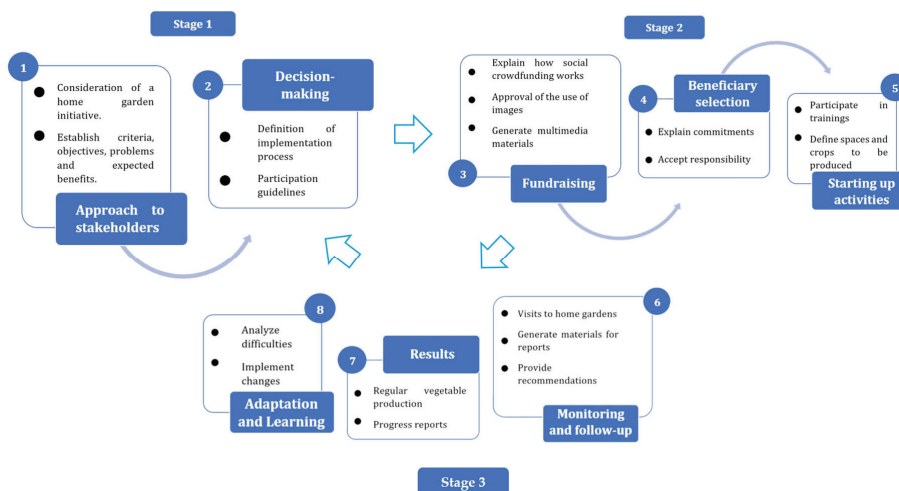 Stage 1
1
Consideration of a
home garden
initiative.
Establish criteria,
objectives, problems
and expected
benefits.
Approach to
stakeholders
2
Decision-
making
Definition of
implementation
process
Participation
guidelines
Stage 2
Explain how social
crowdfunding works
Approval of the use of
images
Generate multimedia
materials
3
Fundraising
4
Beneficiary
selection
Explain commitments
Accept responsibility
5
Participate in
trainings
Define spaces and
crops to be
produced
Starting up
activities
6
Visits to home gardens
Generate materials for
reports
Provide
recommendations
Monitoring
and follow-up
7
Results
Regular vegetable
production
Progress reports
8
Analyze
difficulties
Implement
changes
Adaptation
and Learning
Stage 3